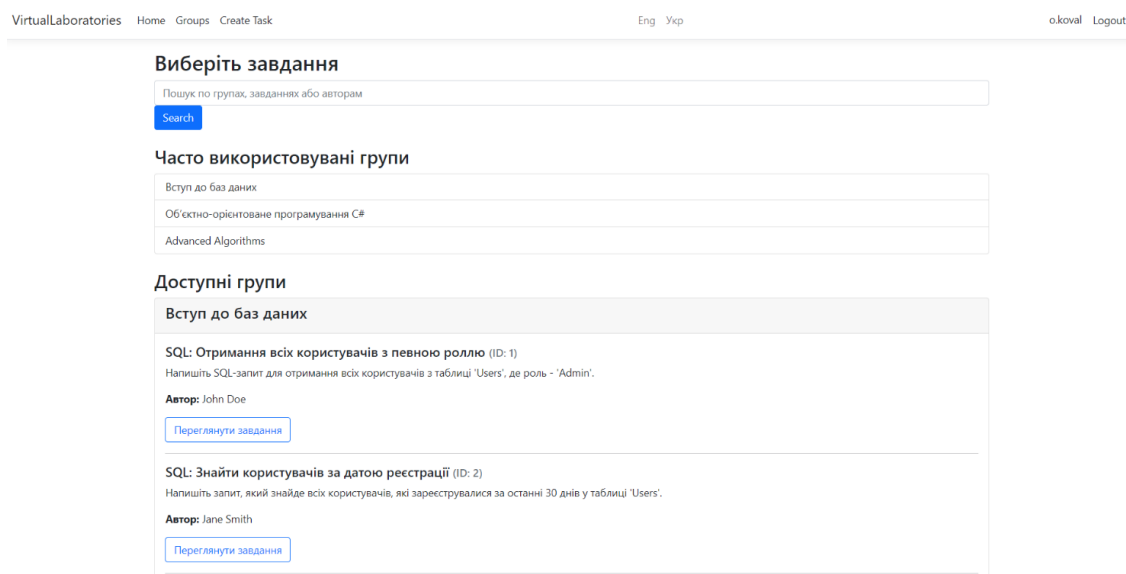 VirtualLaboratories Home Groups Create Task Eng Укр o.koval Logout
Виберіть завдання
Пошук по групах, завданнях або авторам
Search
Часто використовувані групи
Вступ до баз даних
Об'єктно-орієнтоване програмування C#
Advanced Algorithms
Доступні групи
Вступ до баз даних
SQL: Отримання всіх користувачів з певною роллю (ID: 1)
Напишіть SQL-запит для отримання всіх користувачів з таблиці 'Users', де роль - 'Admin'.
Автор: John Doe
Переглянути завдання
SQL: Знайти користувачів за датою реєстрації (ID: 2)
Напишіть запит, який знайде всіх користувачів, які зареєструвалися за останні 30 днів у таблиці 'Users'.
Автор: Jane Smith
Переглянути завдання